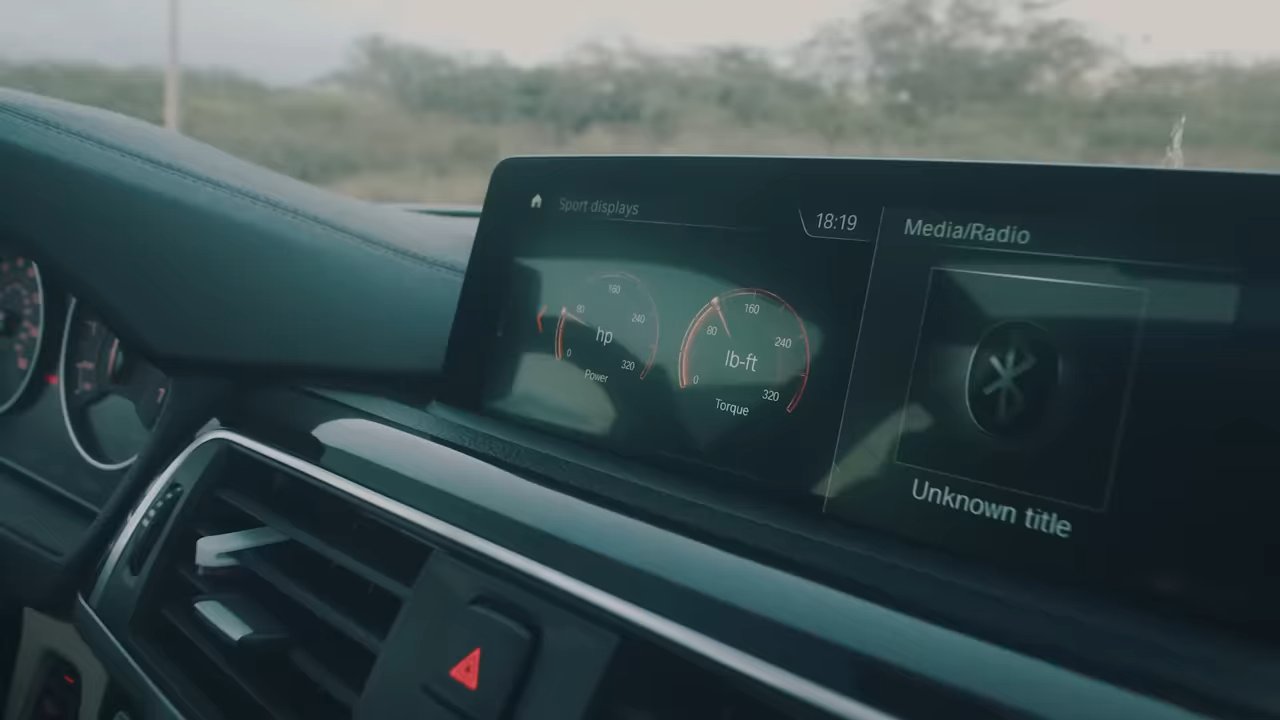 Sport displays
18:19
Media/Radio
160
80
240
hp
0
320
Power
160
80
240
lb-ft
0
320
Torque
Unknown title
7